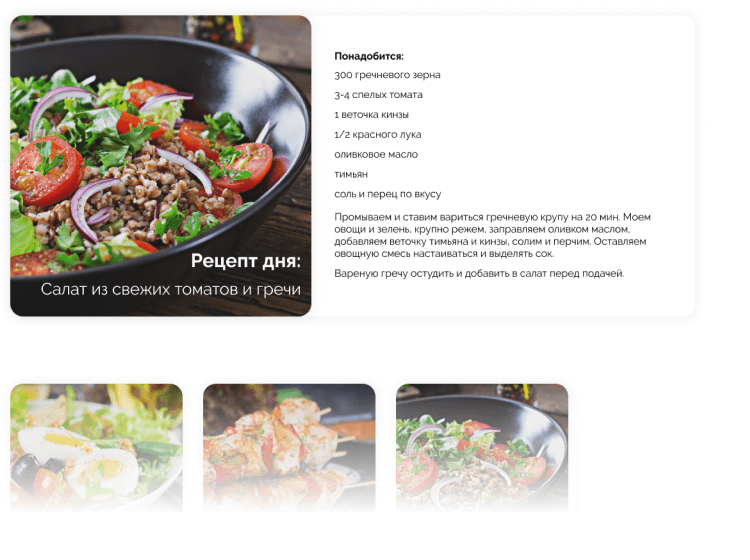 Рецепт дня:
Салат из свежих томатов и гречи
Понадобится:
300 гречневого зерна
3-4 спелых томата
1 веточка кинзы
1/2 красного лука
оливковое масло
тимьян
соль и перец по вкусу
Промываем и ставим вариться гречневую крупу на 20 мин. Моем
овощи и зелень, крупно режем, заправляем оливком маслом,
добавляем веточку тимьяна и кинзы, солим и перчим. Оставляем
овощную смесь настаиваться и выделять сок.
Вареную гречу остудить и добавить в салат перед подачей.